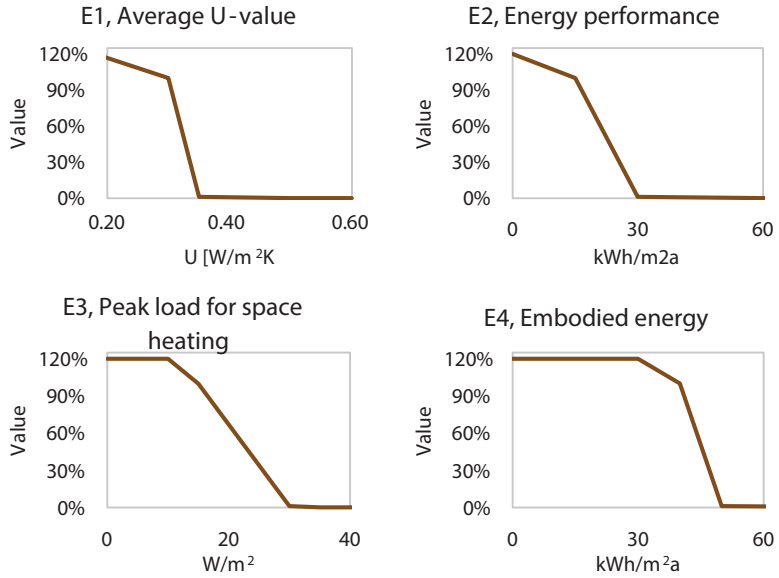 E1, Average U-value
120%
90%
60%
30%
0%
Value
0.20 0.40 0.60
U [W/m ²K
E2, Energy performance
120%
90%
60%
30%
0%
Value
0 30 60
kWh/m2a
E3, Peak load for space
heating
120%
90%
60%
30%
0%
Value
0 20 40
W/m²
E4, Embodied energy
120%
90%
60%
30%
0%
Value
0 30 60
kWh/m²a